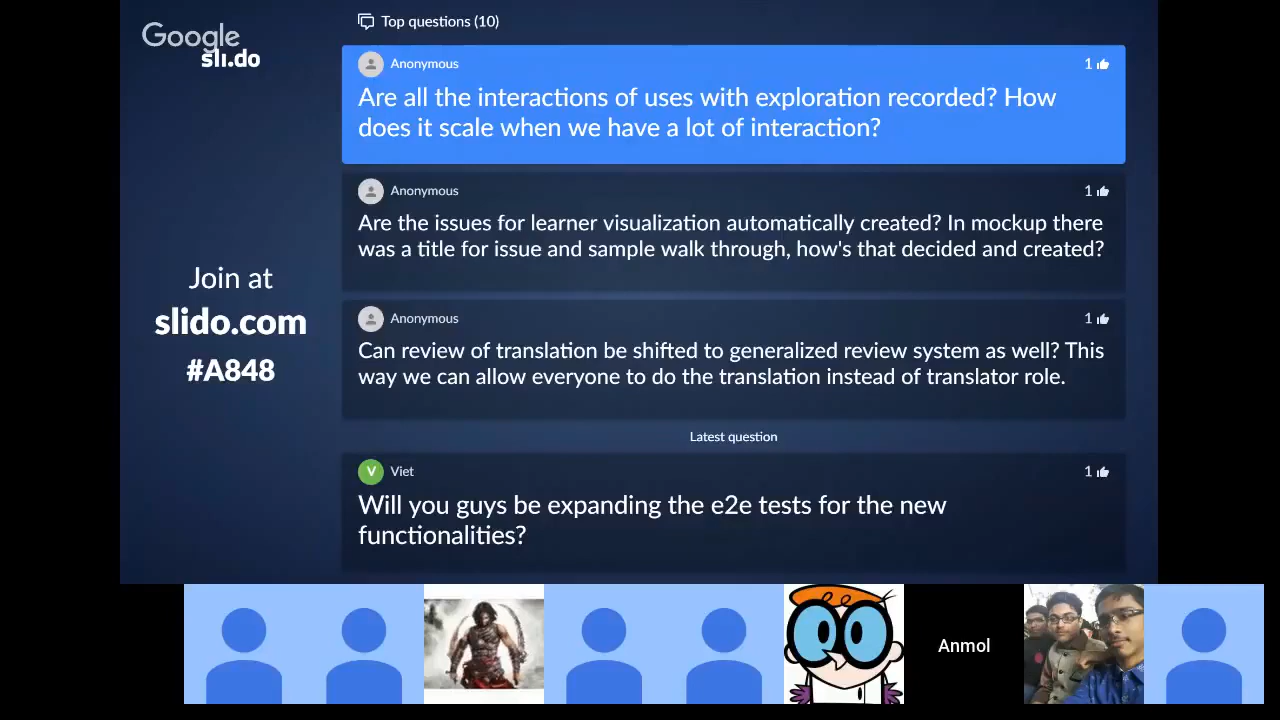 Google
sli.do
Join at
slido.com
#A848
Top questions (10)
Anonymous
1
Are all the interactions of uses with exploration recorded? How
does it scale when we have a lot of interaction?
Anonymous
1
Are the issues for learner visualization automatically created? In mockup there
was a title for issue and sample walk through, how's that decided and created?
Anonymous
1
Can review of translation be shifted to generalized review system as well? This
way we can allow everyone to do the translation instead of translator role.
Latest question
V
Viet
1
Will you guys be expanding the e2e tests for the new
functionalities?
Anmol